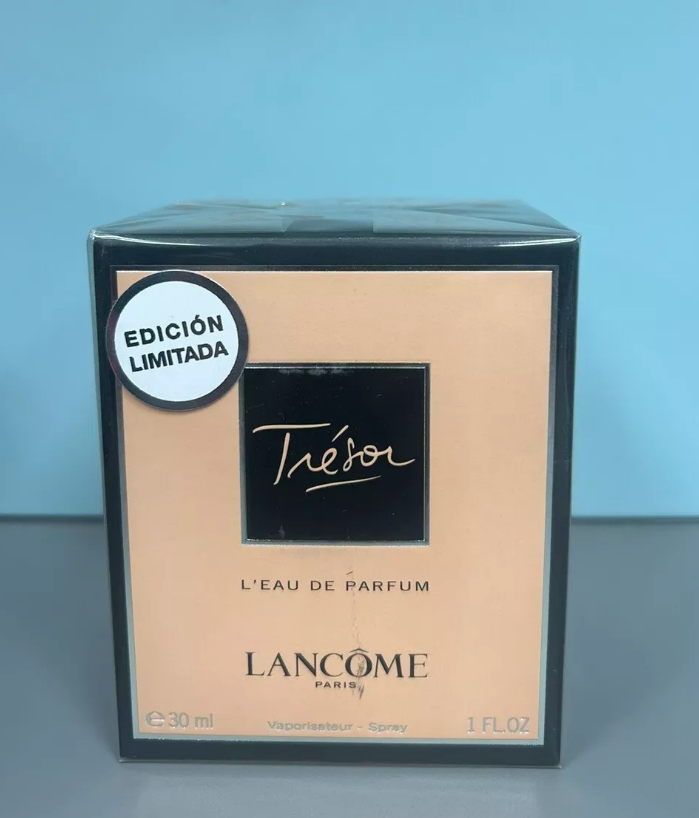 EDICIÓN
LIMITADA
Trésor
L'EAU DE PARFUM
LANCÔME
PARIS
℮ 30 ml Vaporisateur - Spray 1 FL.OZ